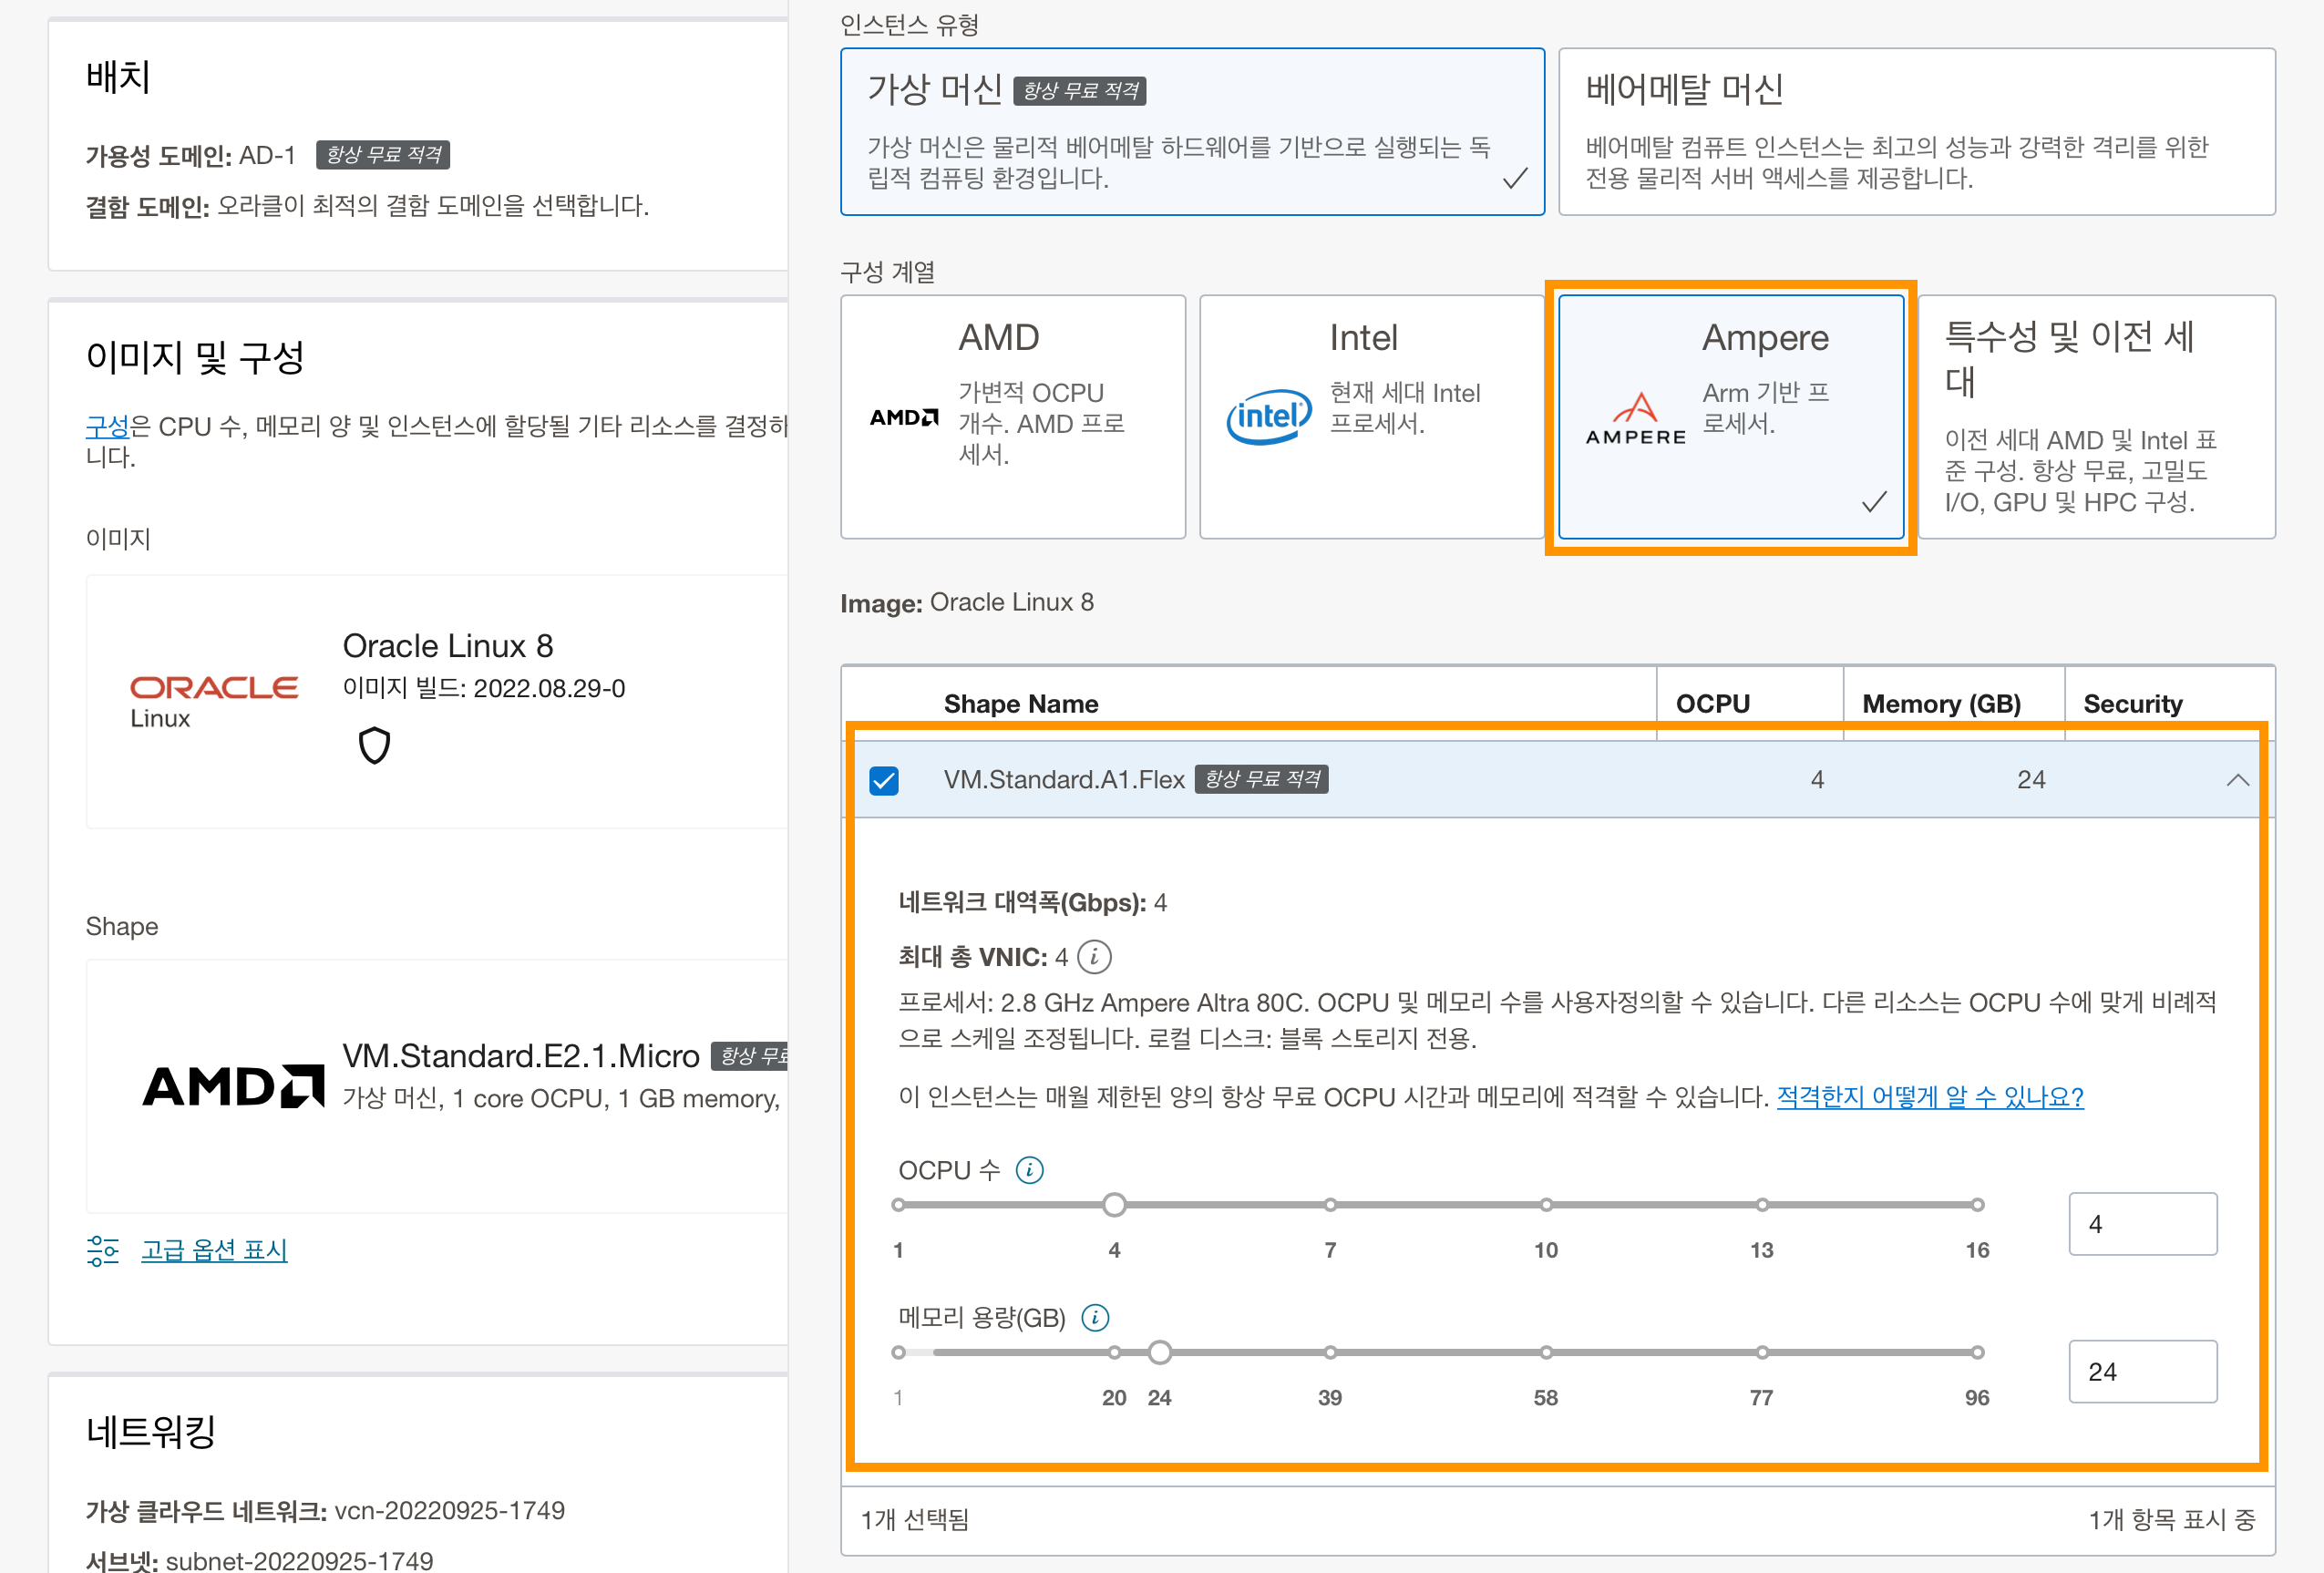 배치
가용성 도메인: AD-1 항상 무료 적격
결함 도메인: 오라클이 최적의 결함 도메인을 선택합니다.
이미지 및 구성
구성은 CPU 수, 메모리 양 및 인스턴스에 할당될 기타 리소스를 결정하
니다.
이미지
ORACLE
Linux
Oracle Linux 8
이미지 빌드: 2022.08.29-0
Shape
AMD
VM.Standard.E2.1.Micro 항상 무료
가상 머신, 1 core OCPU, 1 GB memory,
고급 옵션 표시
네트워킹
가상 클라우드 네트워크: vcn-20220925-1749
서브넷: subnet-20220925-1749
인스턴스 유형
가상 머신 항상 무료 적격
가상 머신은 물리적 베어메탈 하드웨어를 기반으로 실행되는 독
립적 컴퓨팅 환경입니다.
베어메탈 머신
베어메탈 컴퓨트 인스턴스는 최고의 성능과 강력한 격리를 위한
전용 물리적 서버 액세스를 제공합니다.
구성 계열
AMD
AMD
가변적 OCPU
개수. AMD 프로
세서.
Intel
intel
현재 세대 Intel
프로세서.
Ampere
AMPERE
Arm 기반 프
로세서.
특수성 및 이전 세
대
이전 세대 AMD 및 Intel 표
준 구성. 항상 무료, 고밀도
I/O, GPU 및 HPC 구성.
Image: Oracle Linux 8
Shape Name OCPU Memory (GB) Security
VM.Standard.A1.Flex 항상 무료 적격 4 24
네트워크 대역폭(Gbps): 4
최대 총 VNIC: 4
프로세서: 2.8 GHz Ampere Altra 80C. OCPU 및 메모리 수를 사용자정의할 수 있습니다. 다른 리소스는 OCPU 수에 맞게 비례적
으로 스케일 조정됩니다. 로컬 디스크: 블록 스토리지 전용.
이 인스턴스는 매월 제한된 양의 항상 무료 OCPU 시간과 메모리에 적격할 수 있습니다. 적격한지 어떻게 알 수 있나요?
OCPU 수
4
1 4 7 10 13 16
메모리 용량(GB)
24
1 20 24 39 58 77 96
1개 선택됨 1개 항목 표시 중